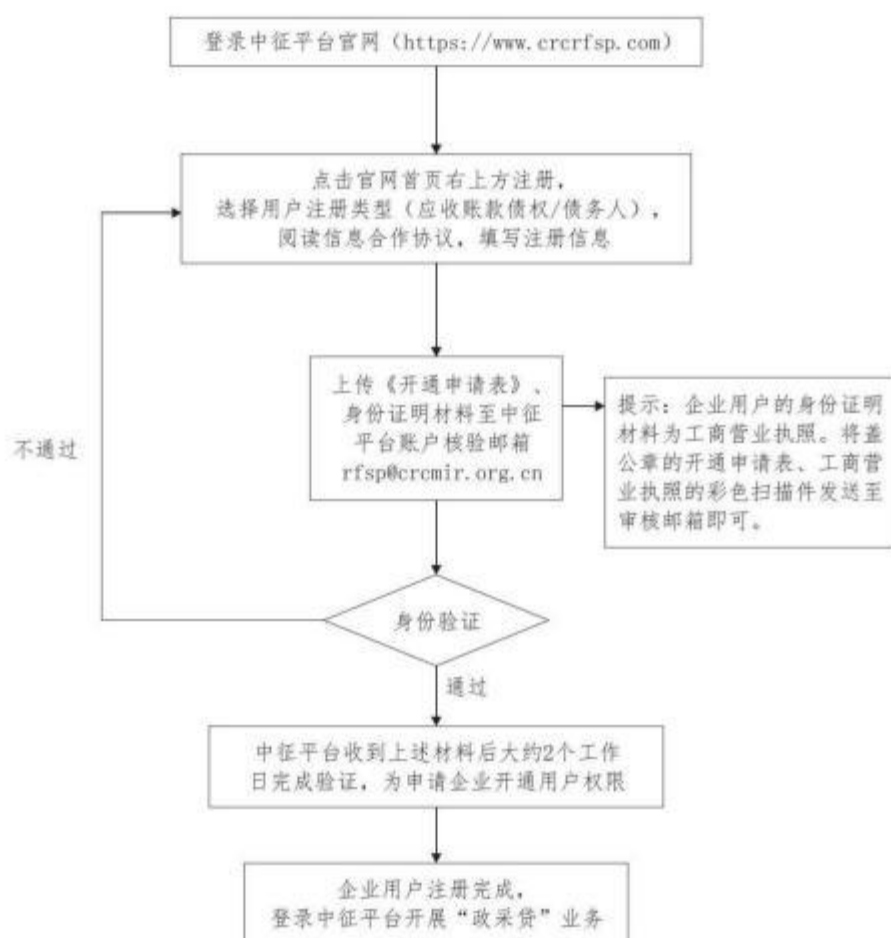 登录中征平台官网（https://www.crcrfsp.com）
点击官网首页右上方注册，
选择用户注册类型（应收账款债权/债务人），
阅读信息合作协议，填写注册信息
上传《开通申请表》、
身份证明材料至中征
平台账户核验邮箱
rfsp@crcmir.org.cn
提示：企业用户的身份证明
材料为工商营业执照。将盖
公章的开通申请表、工商营
业执照的彩色扫描件发送至
审核邮箱即可。
不通过
身份验证
通过
中征平台收到上述材料后大约2个工作
日完成验证，为申请企业开通用户权限
企业用户注册完成，
登录中征平台开展“政采贷”业务